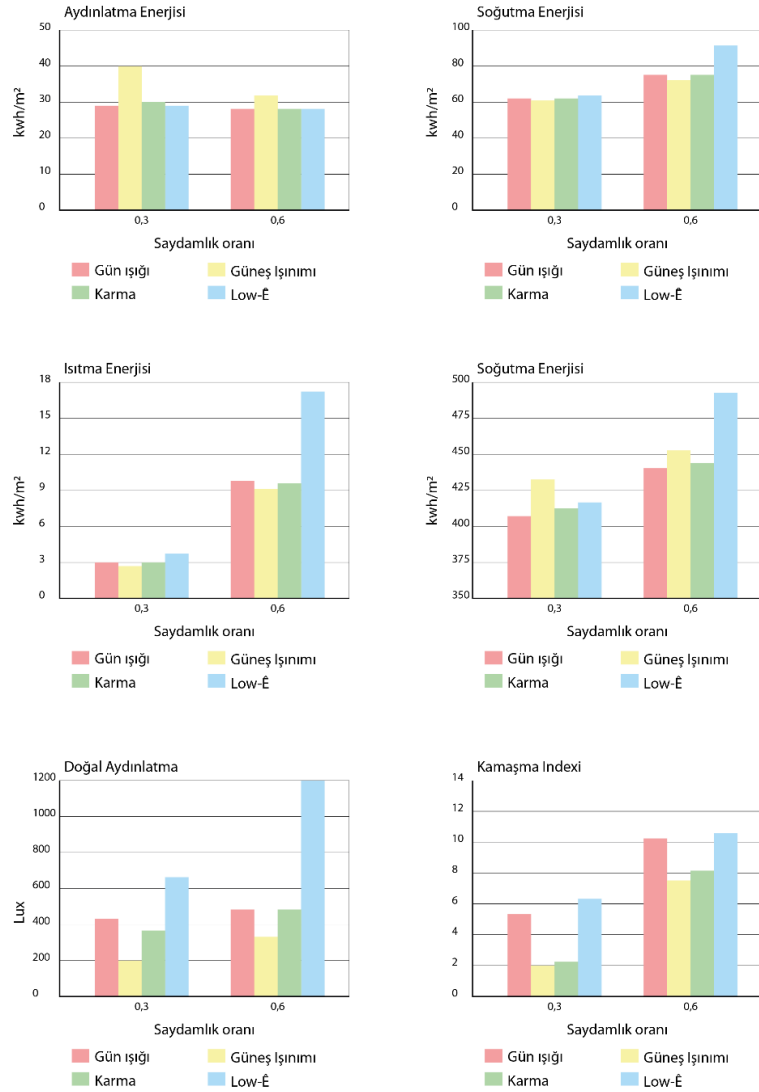 Aydınlatma Enerjisi
50
40
30
20
10
0
kwh/m²
0,3
0,6
Saydamlık oranı
Gün ışığı
Güneş Işınımı
Karma
Low-Ê
Soğutma Enerjisi
100
80
60
40
20
0
kwh/m²
0,3
0,6
Saydamlık oranı
Gün ışığı
Güneş Işınımı
Karma
Low-Ê
Isıtma Enerjisi
18
15
12
9
6
3
0
kwh/m²
0,3
0,6
Saydamlık oranı
Gün ışığı
Güneş Işınımı
Karma
Low-Ê
Soğutma Enerjisi
500
475
450
425
400
375
350
kwh/m²
0,3
0,6
Saydamlık oranı
Gün ışığı
Güneş Işınımı
Karma
Low-Ê
Doğal Aydınlatma
1200
1000
800
600
400
200
0
Lux
0,3
0,6
Saydamlık oranı
Gün ışığı
Güneş Işınımı
Karma
Low-Ê
Kamaşma Indexi
14
12
10
8
6
4
2
0
0,3
0,6
Saydamlık oranı
Gün ışığı
Güneş Işınımı
Karma
Low-Ê